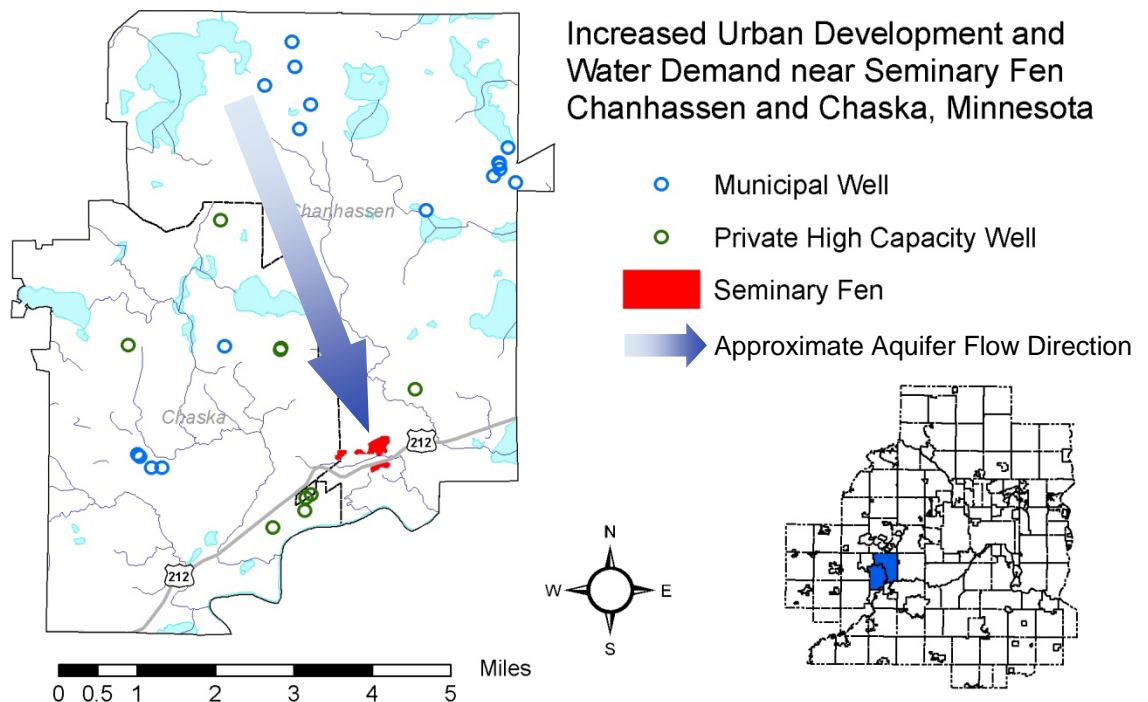 Increased Urban Development and
Water Demand near Seminary Fen
Chanhassen and Chaska, Minnesota
Municipal Well
Private High Capacity Well
Seminary Fen
Approximate Aquifer Flow Direction
Chanhassen
Chaska
212
212
N
W E
S
Miles
0 0.5 1 2 3 4 5